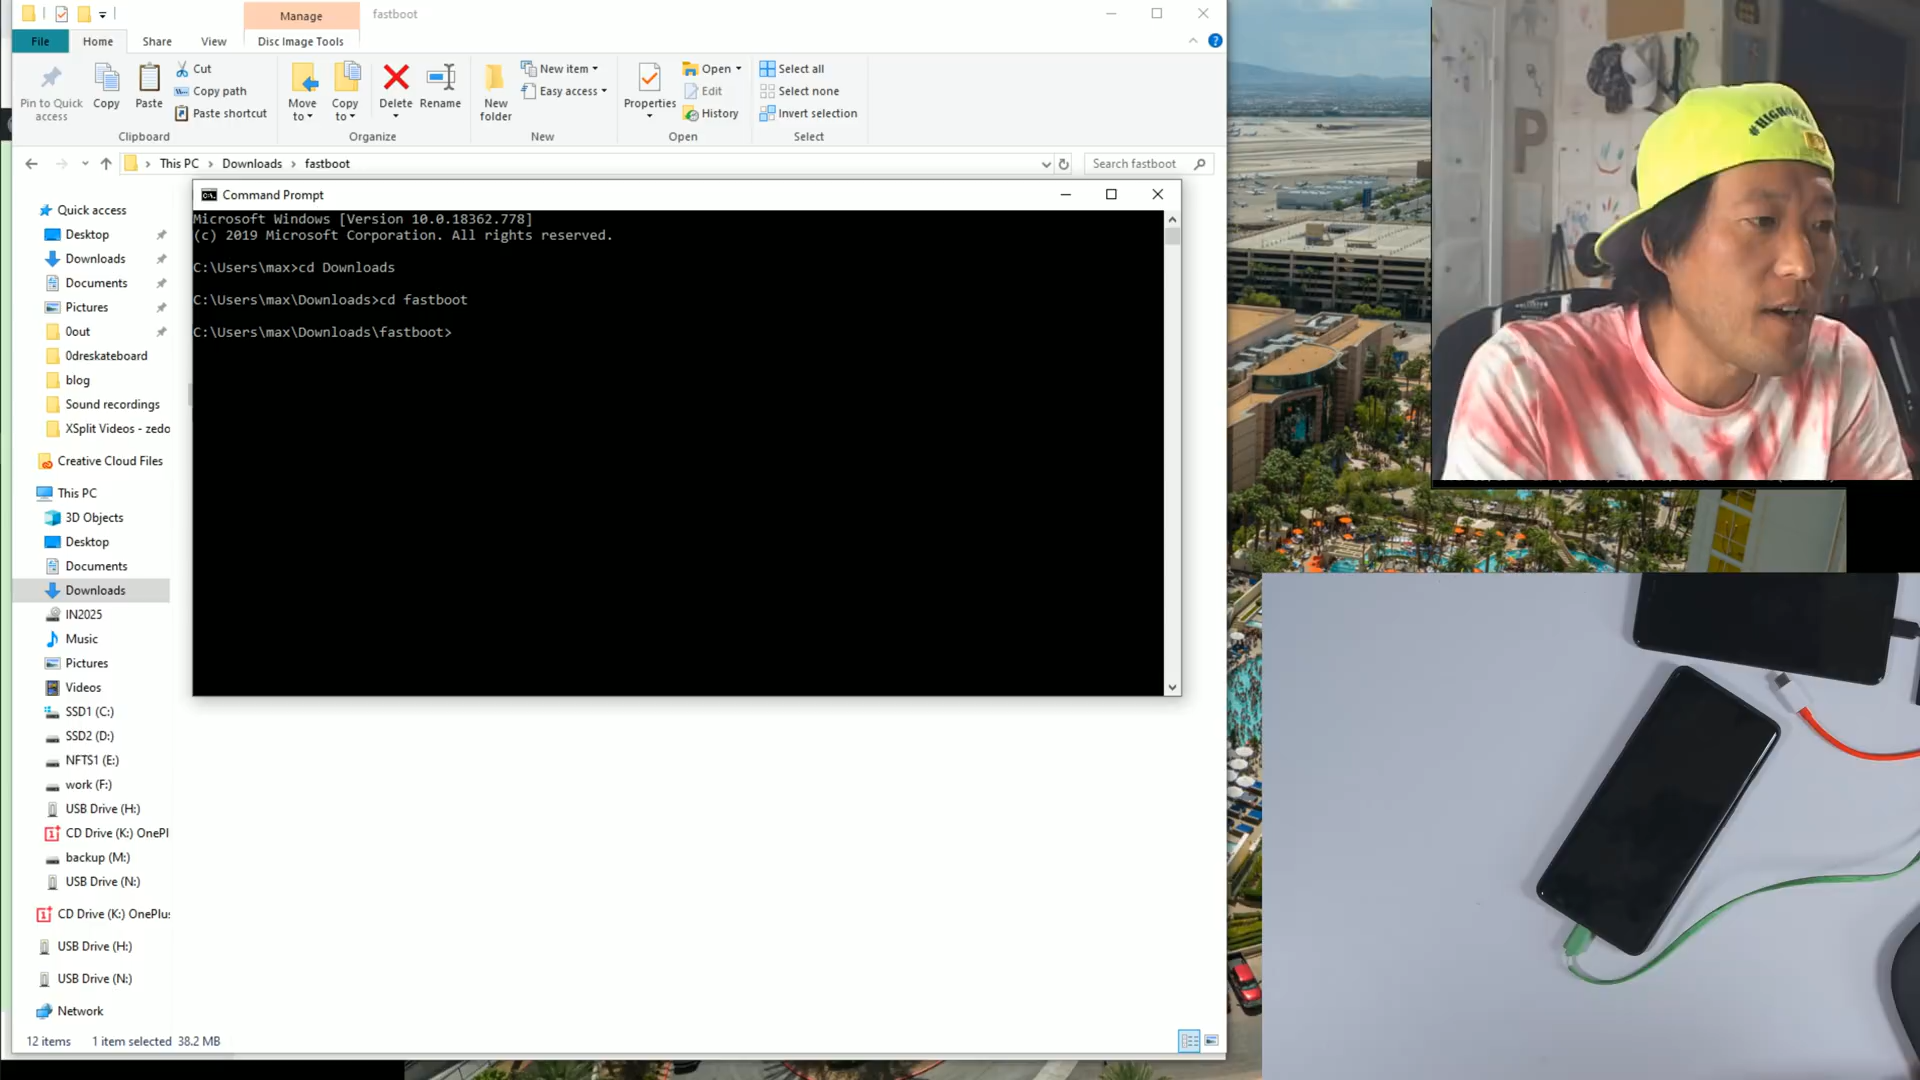 Manage
fastboot
File
Home
Share
View
Disc Image Tools
Pin to Quick access
Copy
Paste
Cut
Copy path
Paste shortcut
Clipboard
Move to
Copy to
Delete
Rename
Organize
New folder
New item
Easy access
New
Properties
Open
Edit
History
Open
Select all
Select none
Invert selection
Select
This PC > Downloads > fastboot
Search fastboot
Command Prompt
Microsoft Windows [Version 10.0.18362.778]
(c) 2019 Microsoft Corporation. All rights reserved.
C:\Users\max>cd Downloads
C:\Users\max\Downloads>cd fastboot
C:\Users\max\Downloads\fastboot>
Quick access
Desktop
Downloads
Documents
Pictures
0out
0dreskateboard
blog
Sound recordings
XSplit Videos - zedo
Creative Cloud Files
This PC
3D Objects
Desktop
Documents
Downloads
IN2025
Music
Pictures
Videos
SSD1 (C:)
SSD2 (D:)
NFTS1 (E:)
work (F:)
USB Drive (H:)
CD Drive (K:) OnePl
backup (M:)
USB Drive (N:)
CD Drive (K:) OnePlus
USB Drive (H:)
USB Drive (N:)
Network
12 items
1 item selected 38.2 MB
P